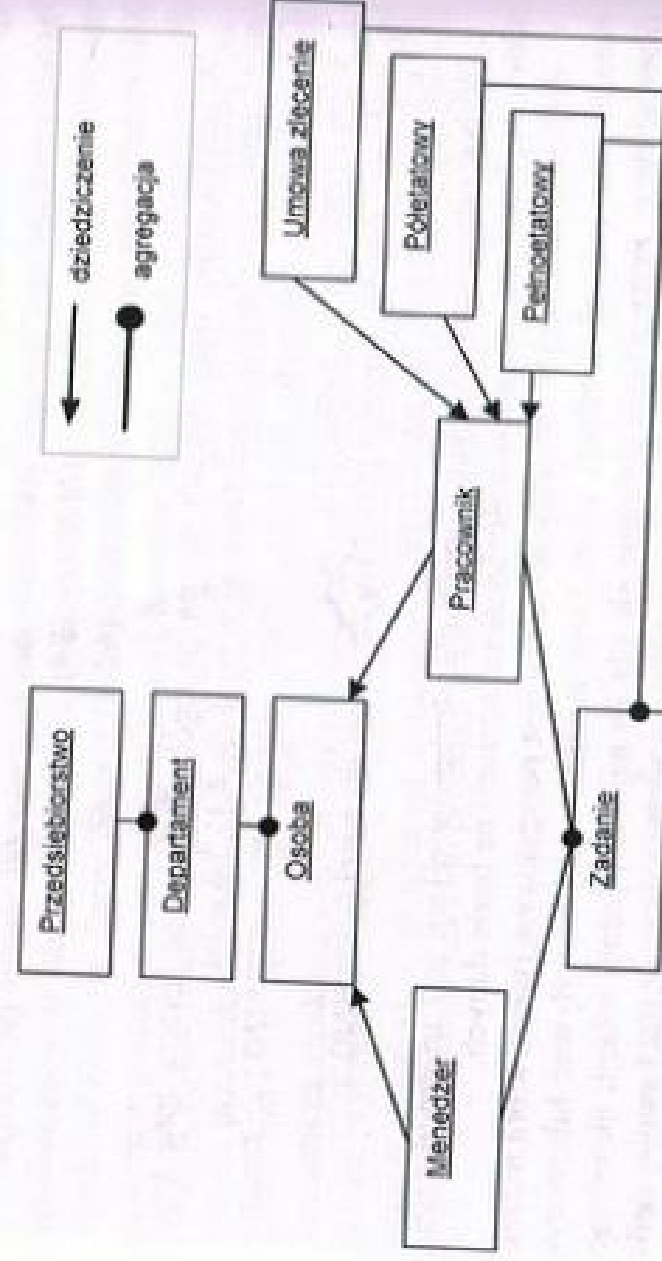 Przedsiębiorstwo
dziedziczenie
agregacja
Departament
Osoba
Umowa zlecenie
Menedżer
Pracownik
Półetatowy
Pełnoetatowy
Zadanie